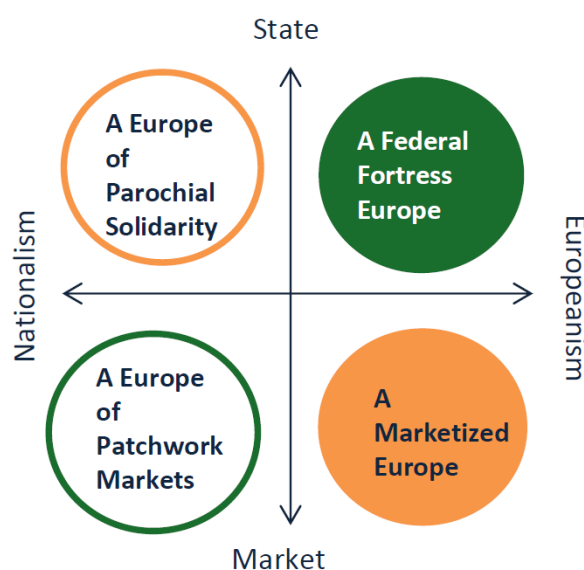 State
A Europe
of
Parochial
Solidarity
A Federal
Fortress
Europe
Nationalism
Europeanism
A Europe
of
Patchwork
Markets
A
Marketized
Europe
Market